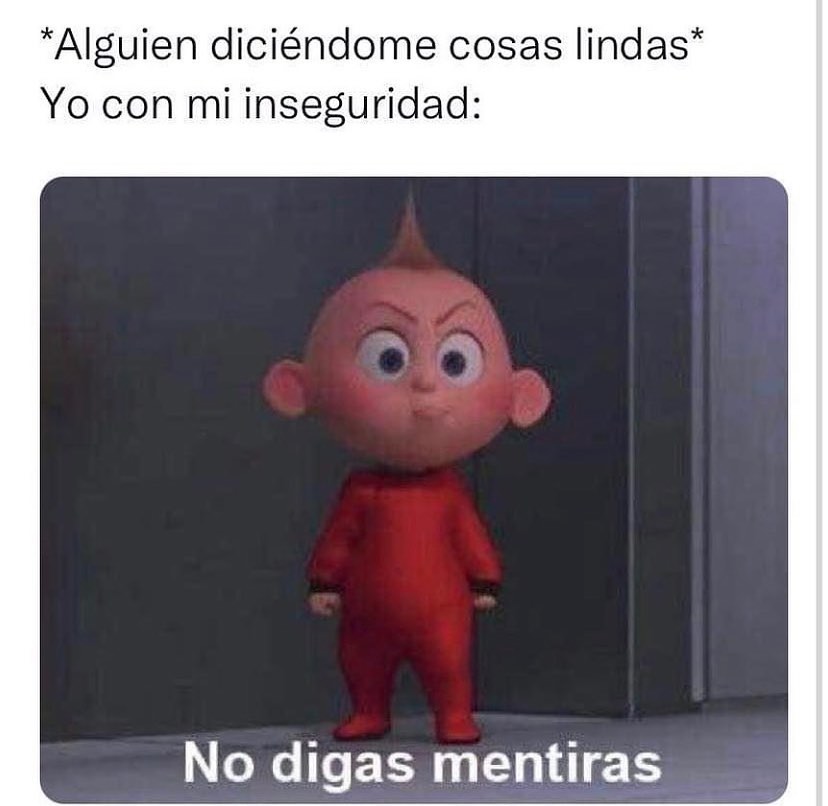 *Alguien diciéndome cosas lindas*
Yo con mi inseguridad:
No digas mentiras